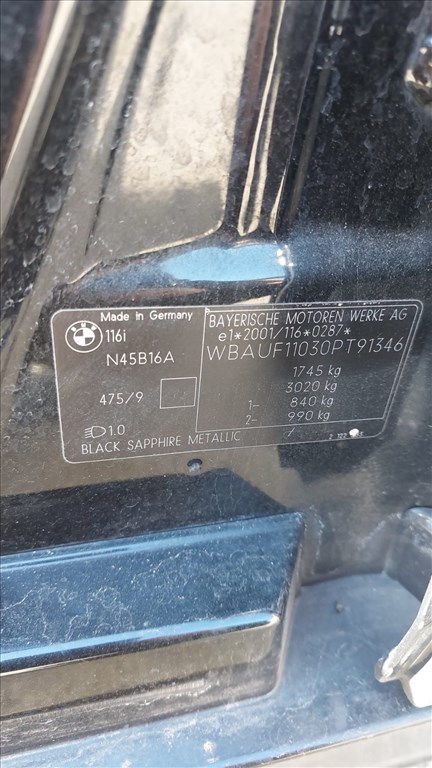 Made in Germany
BMW
116i
N45B16A
475/9
1.0
BLACK SAPPHIRE METALLIC
BAYERISCHE MOTOREN WERKE AG
e1*2001/116*0287*
WBAUF11030PT91346
1745 kg
3020 kg
1- 840 kg
2- 990 kg
/